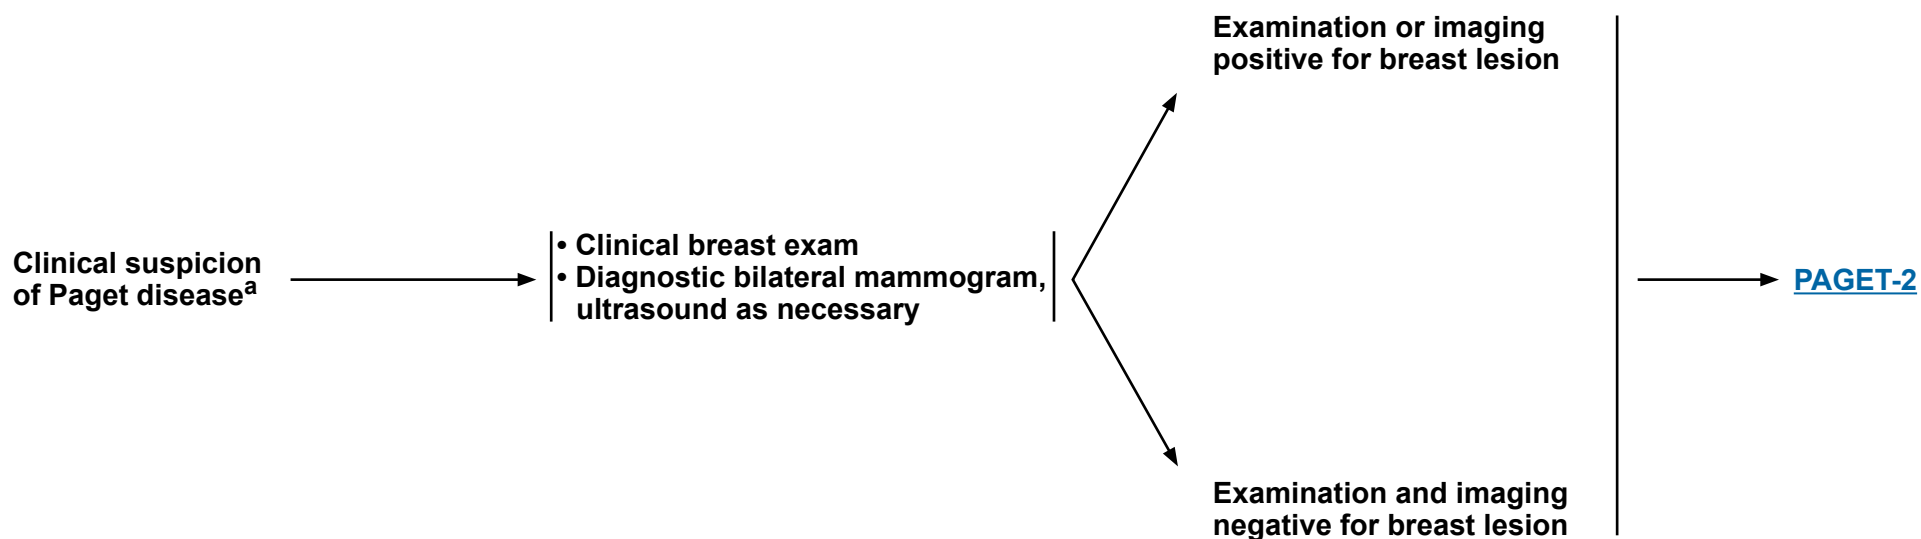 Clinical suspicion
of Paget diseaseᵃ
• Clinical breast exam
• Diagnostic bilateral mammogram,
ultrasound as necessary
Examination or imaging
positive for breast lesion
Examination and imaging
negative for breast lesion
PAGET-2